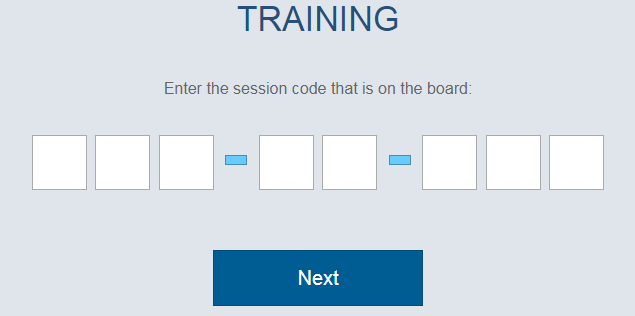 TRAINING
Enter the session code that is on the board:
Next